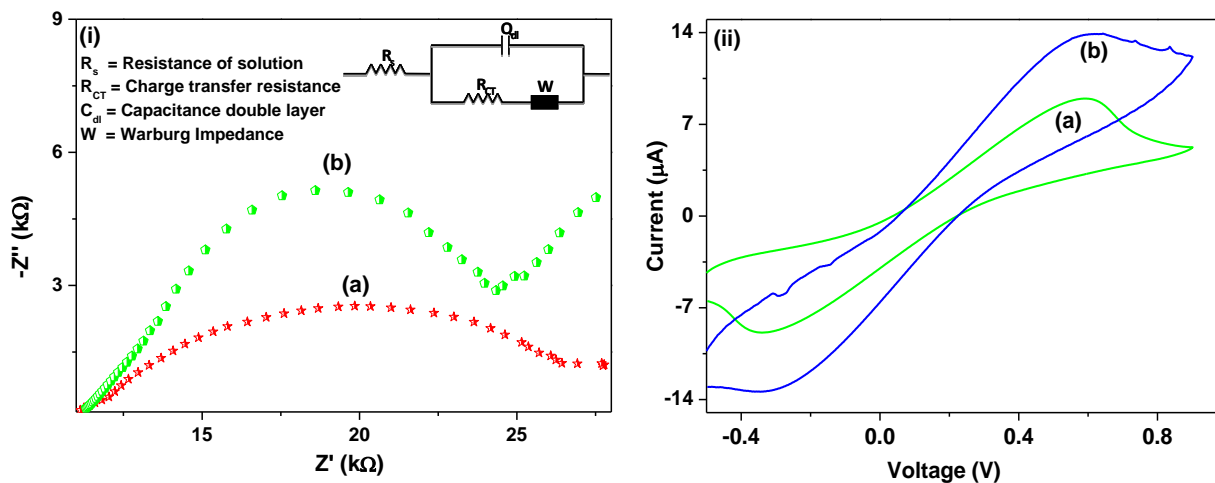 (i)
R_s = Resistance of solution
R_CT = Charge transfer resistance
C_dl = Capacitance double layer
W = Warburg Impedance
R_s
Q_dl
R_CT
W
(b)
(a)
9
6
3
15
20
25
-Z'' (kΩ)
Z' (kΩ)
(ii)
(b)
(a)
14
7
0
-7
-14
-0.4
0.0
0.4
0.8
Current (μA)
Voltage (V)